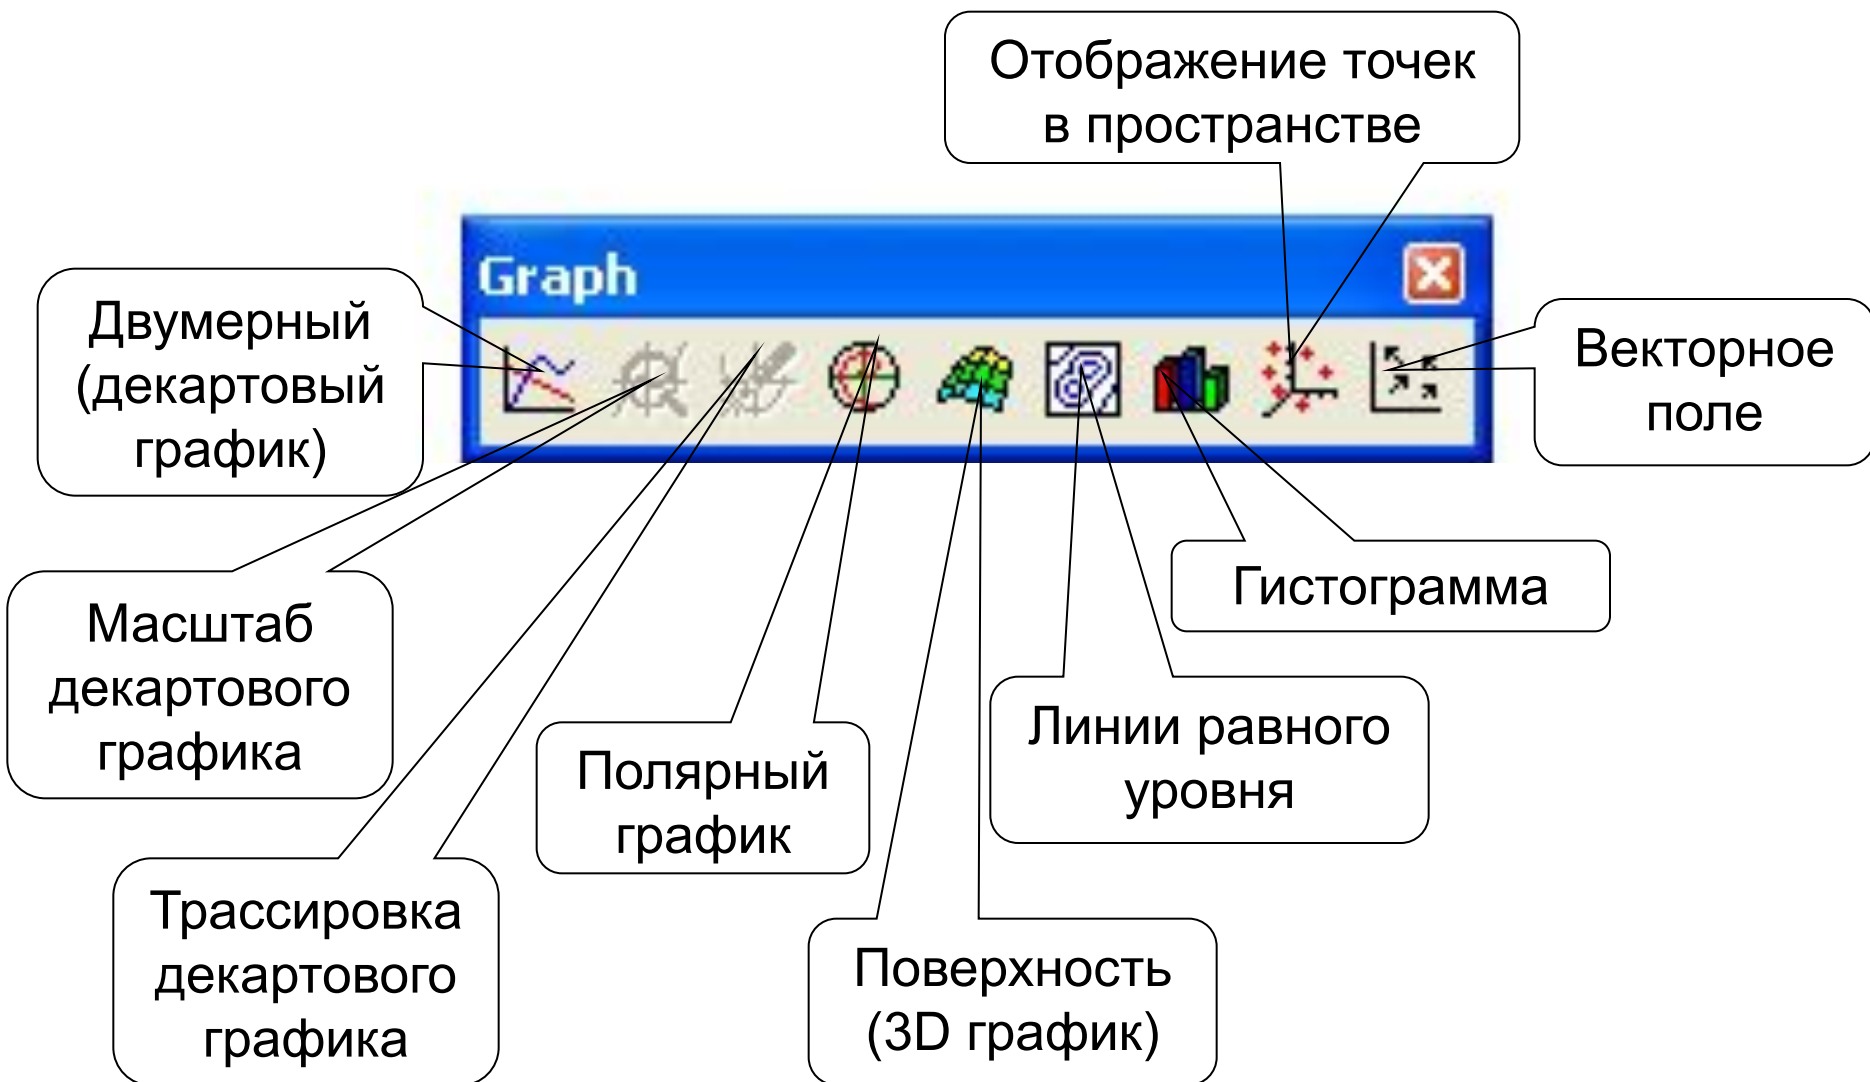 Отображение точек
в пространстве
Graph
Двумерный
(декартовый
график)
Векторное
поле
Масштаб
декартового
графика
Гистограмма
Линии равного
уровня
Полярный
график
Трассировка
декартового
графика
Поверхность
(3D график)